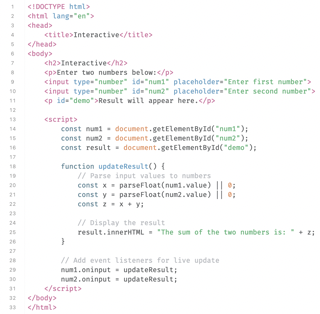 1 <!DOCTYPE html>
2 <html lang="en">
3 <head>
4     <title>Interactive</title>
5 </head>
6 <body>
7     <h2>Interactive</h2>
8     <p>Enter two numbers below:</p>
9     <input type="number" id="num1" placeholder="Enter first number">
10     <input type="number" id="num2" placeholder="Enter second number">
11     <p id="demo">Result will appear here.</p>
12
13     <script>
14         const num1 = document.getElementById("num1");
15         const num2 = document.getElementById("num2");
16         const result = document.getElementById("demo");
17
18         function updateResult() {
19             // Parse input values to numbers
20             const x = parseFloat(num1.value) || 0;
21             const y = parseFloat(num2.value) || 0;
22             const z = x + y;
23
24             // Display the result
25             result.innerHTML = "The sum of the two numbers is: " + z;
26         }
27
28         // Add event listeners for live update
29         num1.oninput = updateResult;
30         num2.oninput = updateResult;
31     </script>
32 </body>
33 </html>